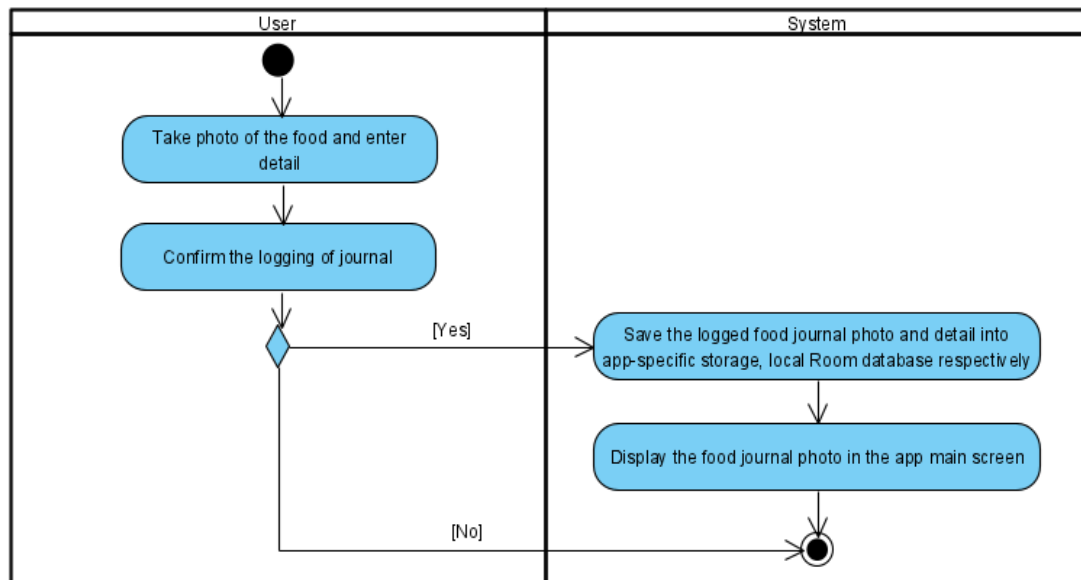 User
System
Take photo of the food and enter
detail
Confirm the logging of journal
[Yes]
Save the logged food journal photo and detail into
app-specific storage, local Room database respectively
Display the food journal photo in the app main screen
[No]